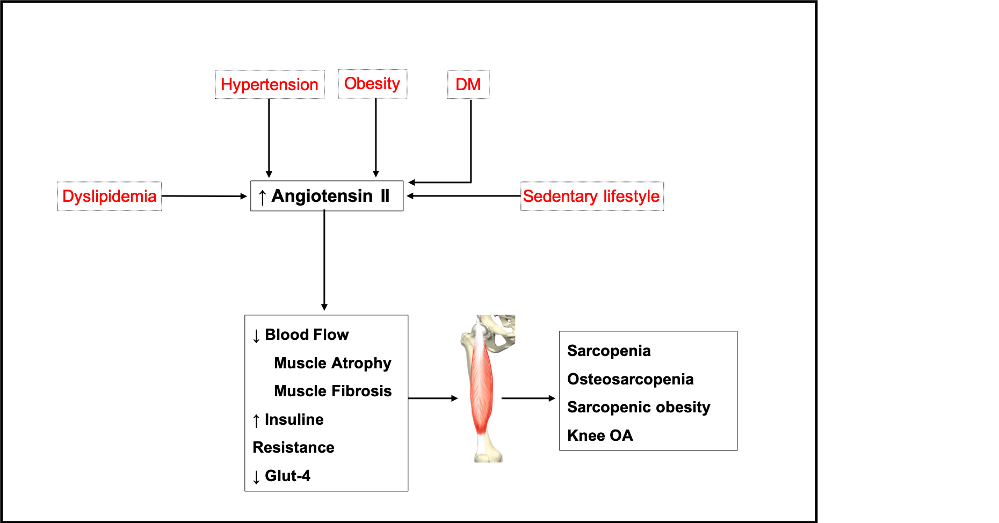 Hypertension
Obesity
DM
Dyslipidemia
↑ Angiotensin II
Sedentary lifestyle
↓ Blood Flow
Muscle Atrophy
Muscle Fibrosis
↑ Insuline
Resistance
↓ Glut-4
Sarcopenia
Osteosarcopenia
Sarcopenic obesity
Knee OA